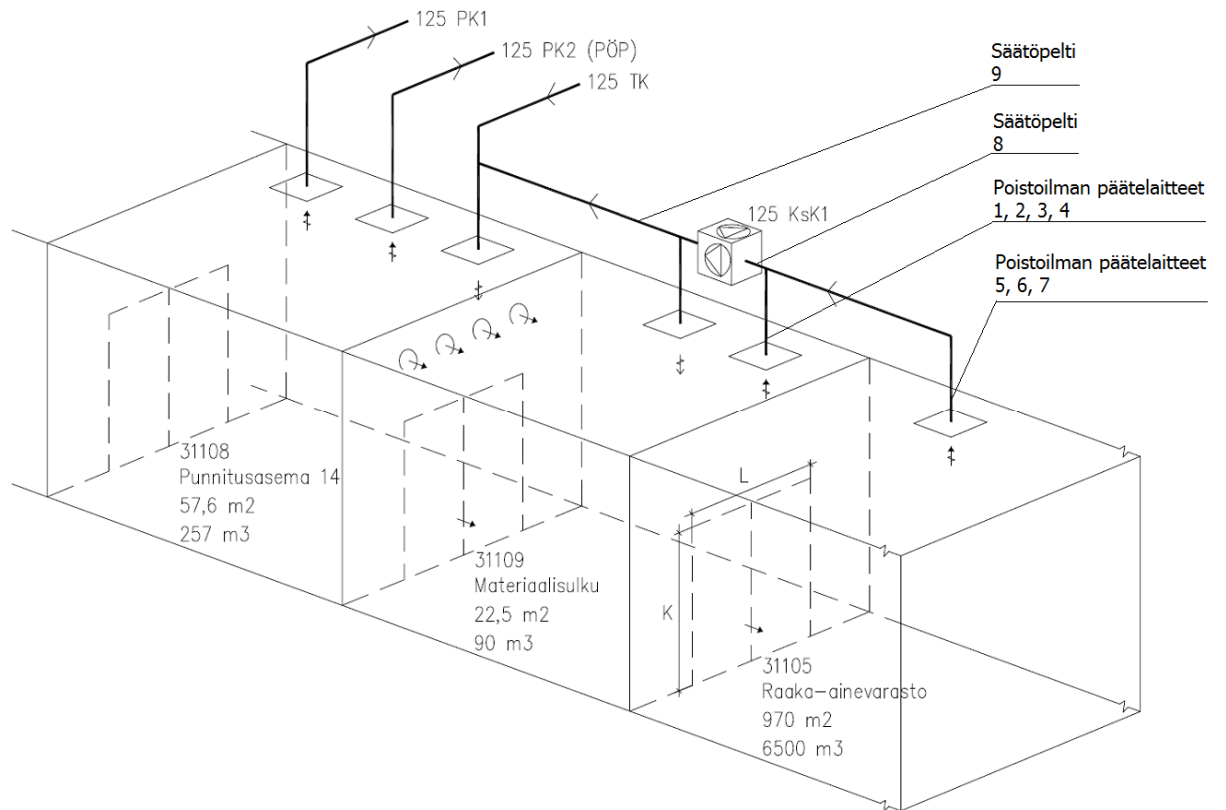 125 PK1
125 PK2 (PÖP)
125 TK
Säätöpelti
9
Säätöpelti
8
Poistoilman päätelaitteet
1, 2, 3, 4
125 KsK1
Poistoilman päätelaitteet
5, 6, 7
31108
Punnitusasema 14
57,6 m2
257 m3
31109
Materiaalisulku
22,5 m2
90 m3
L
K
31105
Raaka-ainevarasto
970 m2
6500 m3